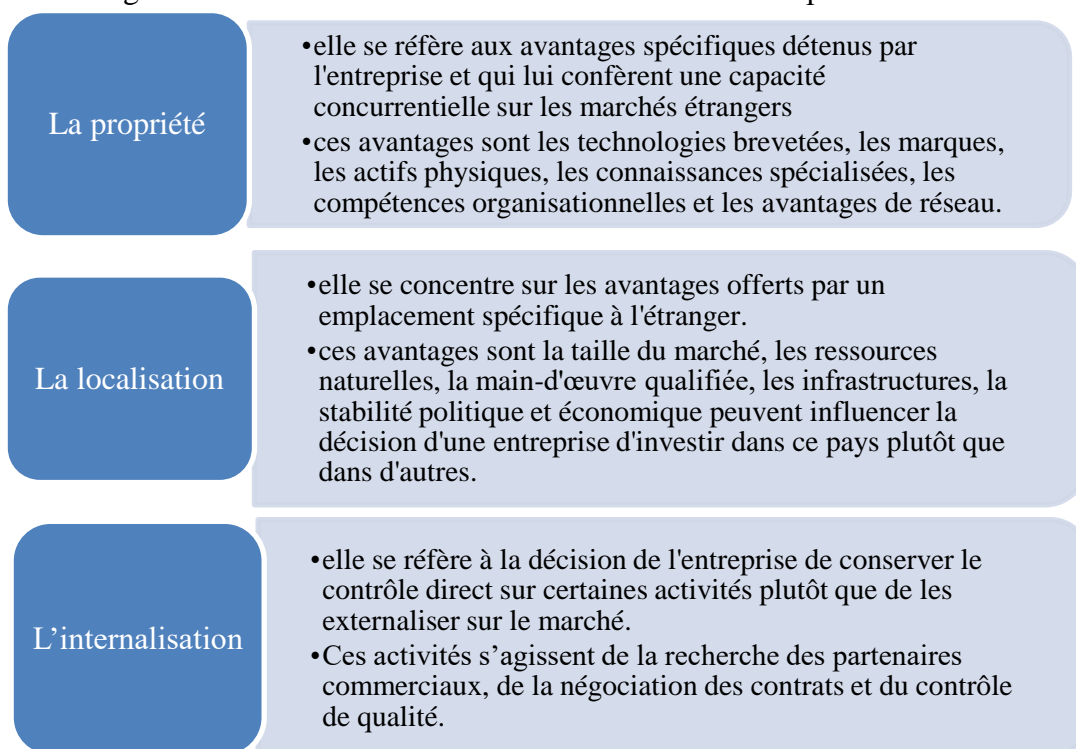 La propriété
•elle se réfère aux avantages spécifiques détenus par
l'entreprise et qui lui confèrent une capacité
concurrentielle sur les marchés étrangers
•ces avantages sont les technologies brevetées, les marques,
les actifs physiques, les connaissances spécialisées, les
compétences organisationnelles et les avantages de réseau.
La localisation
•elle se concentre sur les avantages offerts par un
emplacement spécifique à l'étranger.
•ces avantages sont la taille du marché, les ressources
naturelles, la main-d'œuvre qualifiée, les infrastructures, la
stabilité politique et économique peuvent influencer la
décision d'une entreprise d'investir dans ce pays plutôt que
dans d'autres.
L’internalisation
•elle se réfère à la décision de l'entreprise de conserver le
contrôle direct sur certaines activités plutôt que de les
externaliser sur le marché.
•Ces activités s’agissent de la recherche des partenaires
commerciaux, de la négociation des contrats et du contrôle
de qualité.